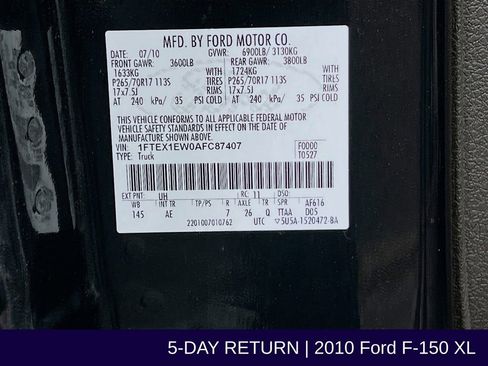 MFD. BY FORD MOTOR CO.
DATE: 07/10 GVWR: 6900LB/ 3130KG
FRONT GAWR: 3600LB REAR GAWR: 3800LB
1633KG WITH 1724KG WITH
P265/70R17 113S TIRES P265/70R17 113S TIRES
17x7.5J RIMS 17x7.5J RIMS
AT 240 kPa/ 35 PSI COLD AT 240 kPa/ 35 PSI COLD
THIS VEHICLE CONFORMS TO ALL APPLICABLE FEDERAL MOTOR
VEHICLE SAFETY AND THEFT PREVENTION STANDARDS IN EFFECT ON THE DATE OF
MANUFACTURE SHOWN ABOVE.
VIN: 1FTEX1EW0AFC87407 F0000
TYPE: Truck T0527
EXT PNT: UH RC: 11 DSO:
WB INT TR TP/PS R AXLE TR SPR AF616
145 AE 7 26 Q TTAA D05
2201007010762 UTC ▽5U5A-1520472-BA
5-DAY RETURN | 2010 Ford F-150 XL